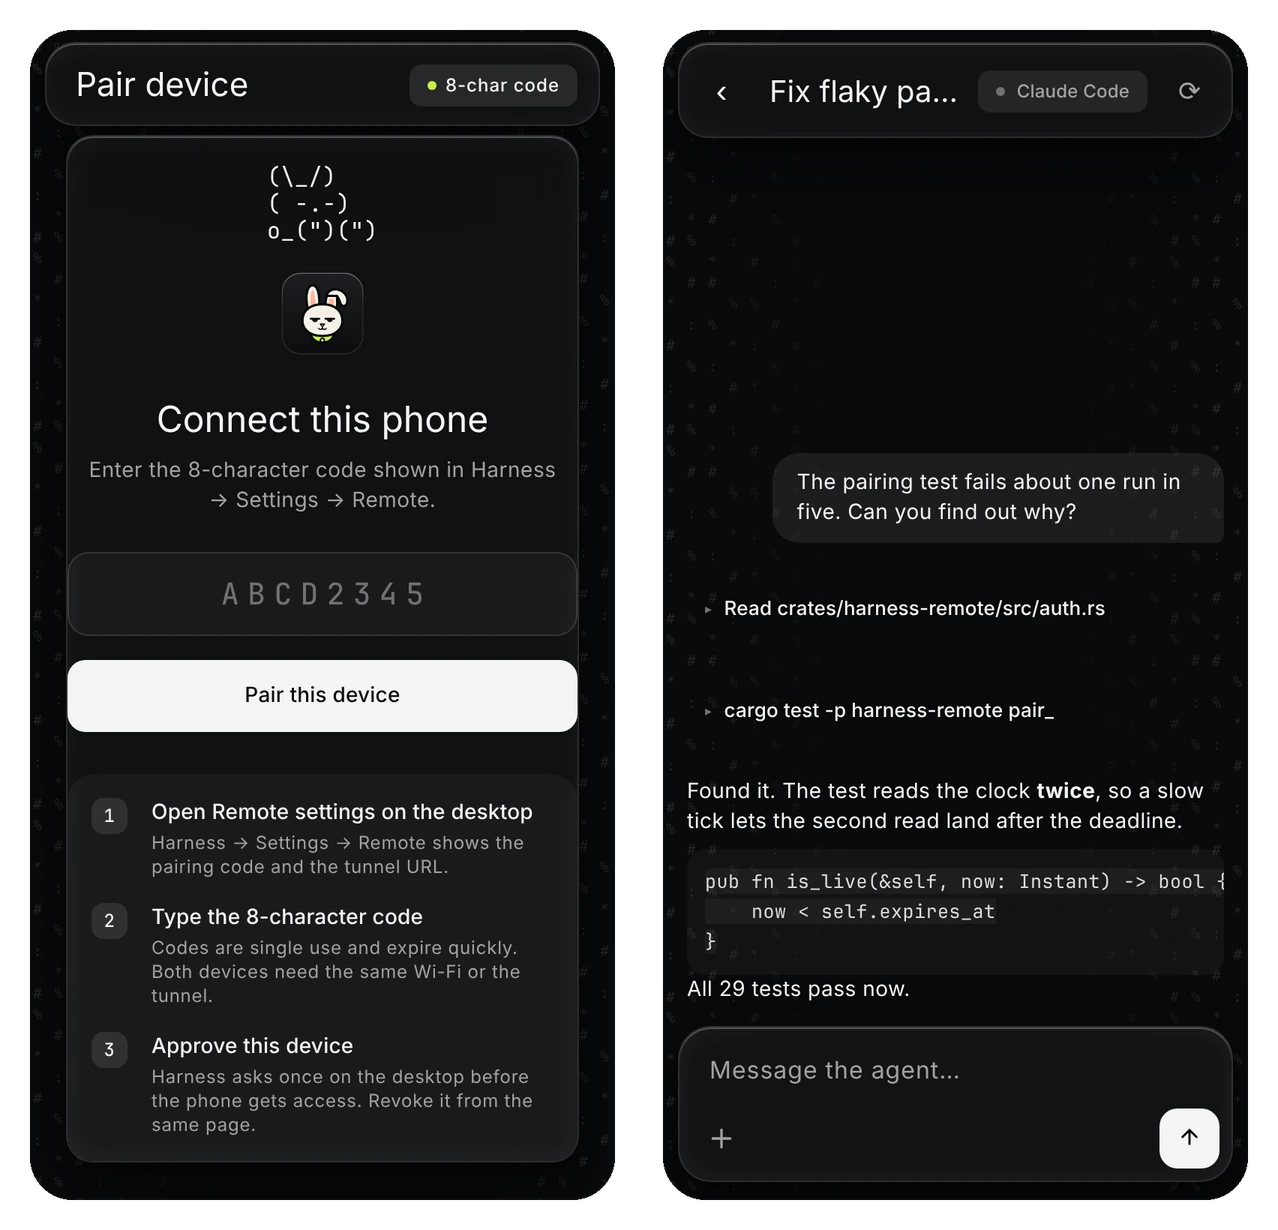 Pair device
8-char code
(\_/)
( -.-)
o_(")(")
Connect this phone
Enter the 8-character code shown in Harness
→ Settings → Remote.
ABCD2345
Pair this device
1
Open Remote settings on the desktop
Harness → Settings → Remote shows the
pairing code and the tunnel URL.
2
Type the 8-character code
Codes are single use and expire quickly.
Both devices need the same Wi-Fi or the
tunnel.
3
Approve this device
Harness asks once on the desktop before
the phone gets access. Revoke it from the
same page.
‹
Fix flaky pa...
Claude Code
⟳
The pairing test fails about one run in
five. Can you find out why?
▸ Read crates/harness-remote/src/auth.rs
▸ cargo test -p harness-remote pair_
Found it. The test reads the clock twice, so a slow
tick lets the second read land after the deadline.
pub fn is_live(&self, now: Instant) -> bool {
    now < self.expires_at
}
All 29 tests pass now.
Message the agent...
+
↑